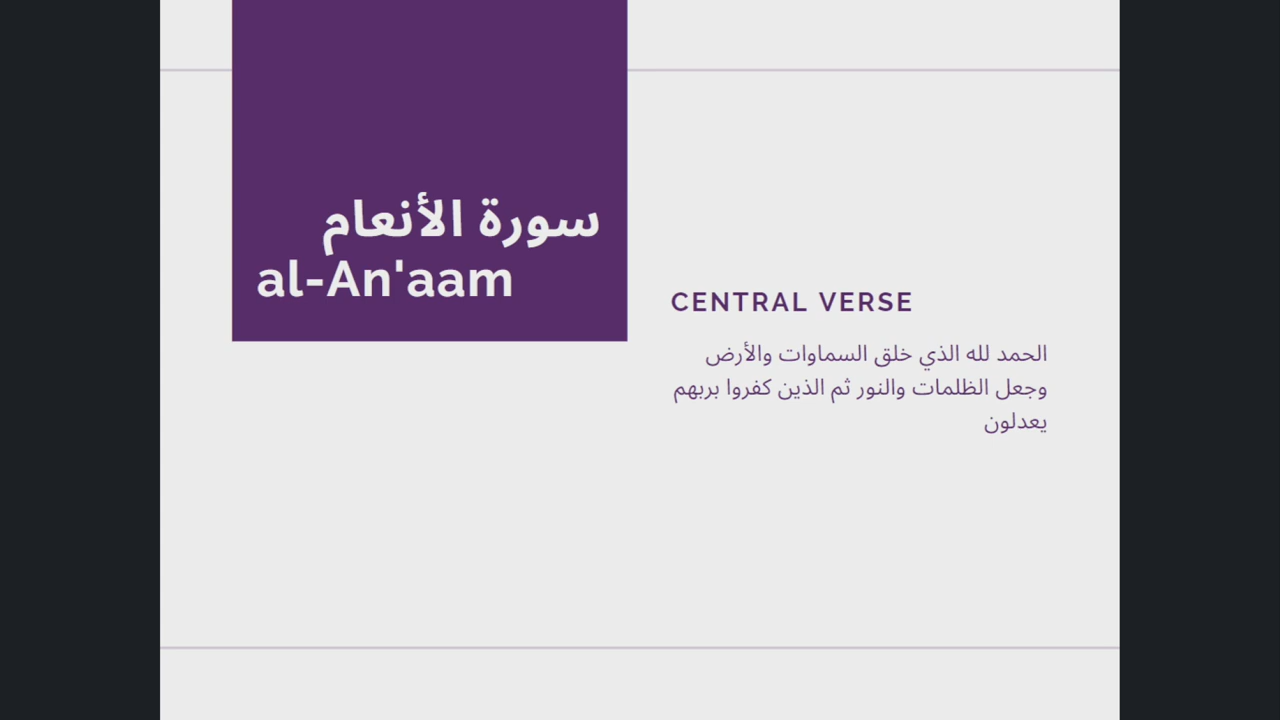 سورة الأنعام
al-An'aam
CENTRAL VERSE
الحمد لله الذي خلق السماوات والأرض
وجعل الظلمات والنور ثم الذين كفروا بربهم
يعدلون